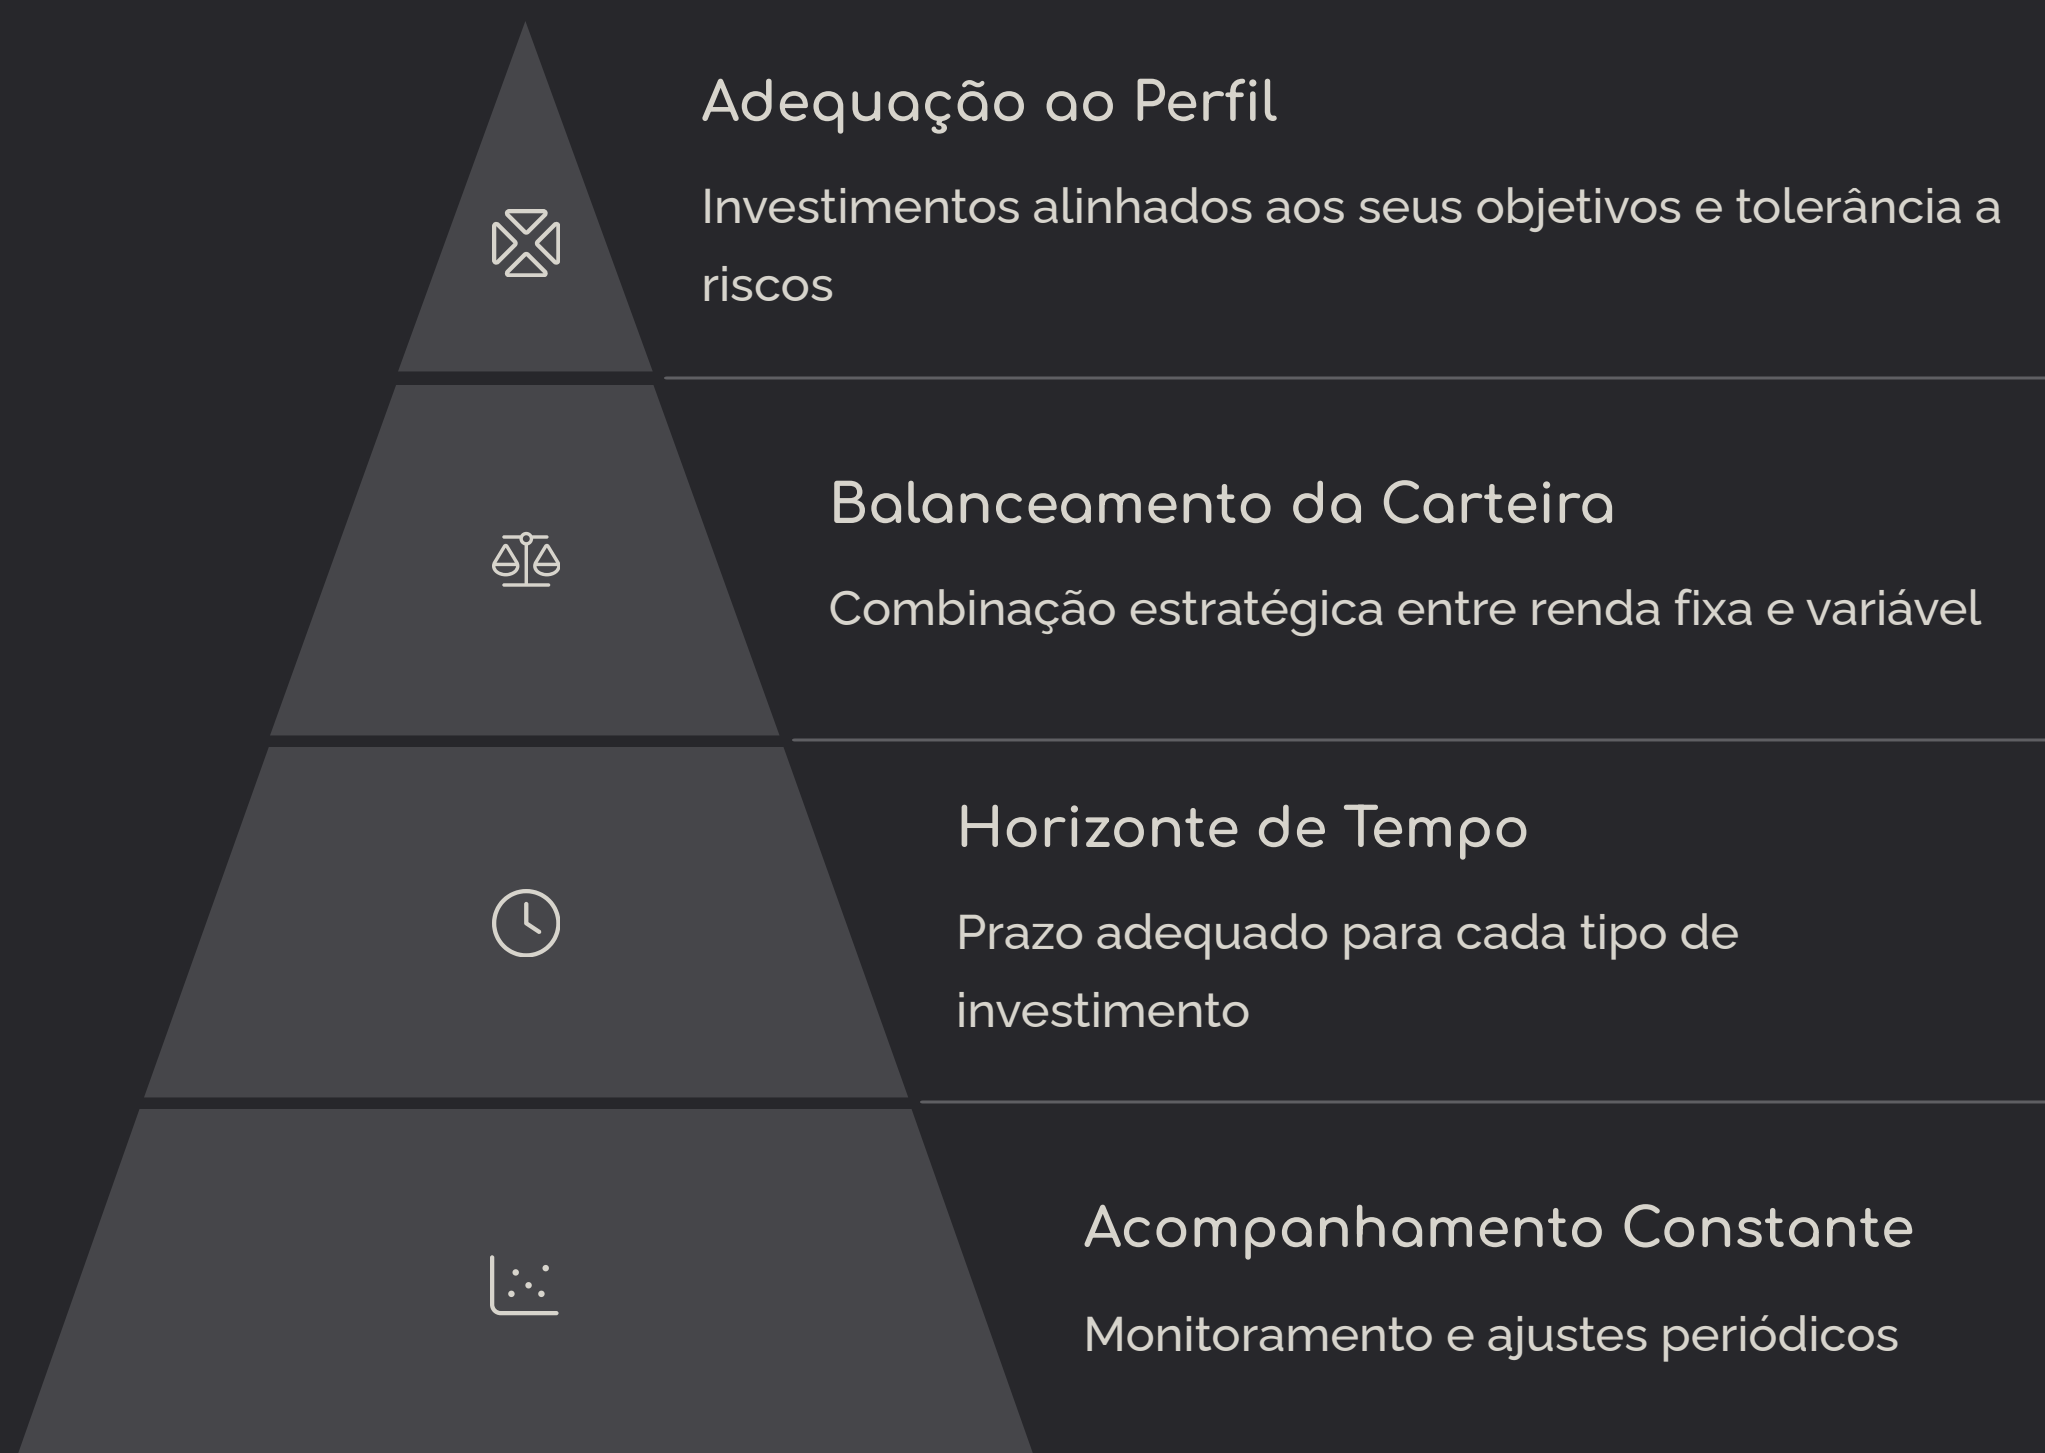 Adequação ao Perfil
Investimentos alinhados aos seus objetivos e tolerância a
riscos
Balanceamento da Carteira
Combinação estratégica entre renda fixa e variável
Horizonte de Tempo
Prazo adequado para cada tipo de
investimento
Acompanhamento Constante
Monitoramento e ajustes periódicos